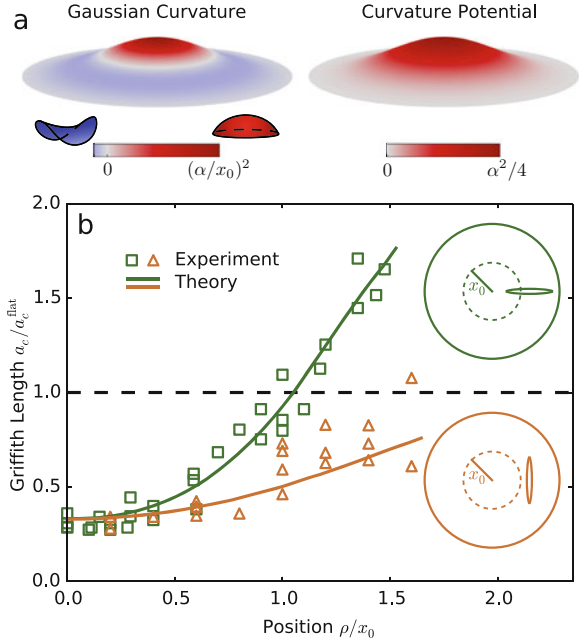 a
Gaussian Curvature
Curvature Potential
0
(α/x₀)²
0
α²/4
b
2.0
1.5
1.0
0.5
0.0
Griffith Length a_c/a_c^flat
Experiment
Theory
x₀
x₀
0.0
0.5
1.0
1.5
2.0
Position ρ/x₀